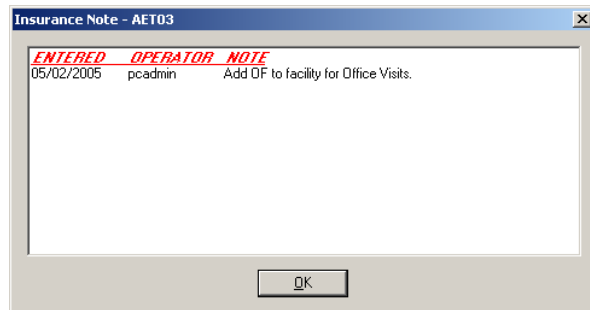 Insurance Note - AET03
ENTERED OPERATOR NOTE
05/02/2005 pcadmin Add OF to facility for Office Visits.
OK